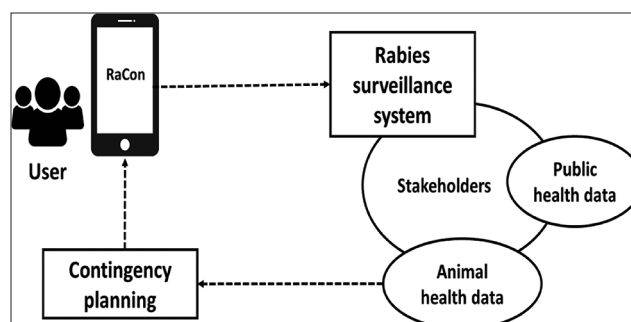 RaCon
User
Rabies
surveillance
system
Stakeholders
Public
health data
Animal
health data
Contingency
planning